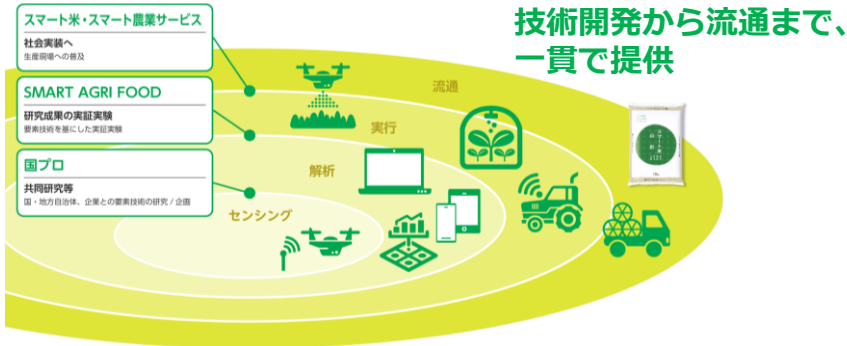 技術開発から流通まで、
一貫で提供
スマート米・スマート農業サービス
社会実装へ
生産現場への普及
SMART AGRI FOOD
研究成果の実証実験
要素技術を基にした実証実験
国プロ
共同研究等
国・地方自治体、企業との要素技術の研究 / 企画
流通
実行
解析
センシング
スマート米